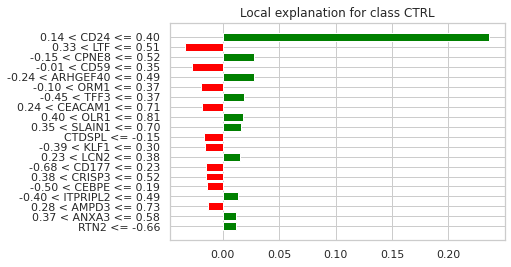 Local explanation for class CTRL
0.14 < CD24 <= 0.40
0.33 < LTF <= 0.51
-0.15 < CPNE8 <= 0.52
-0.01 < CD59 <= 0.35
-0.24 < ARHGEF40 <= 0.49
-0.10 < ORM1 <= 0.37
-0.45 < TFF3 <= 0.37
0.24 < CEACAM1 <= 0.71
0.40 < OLR1 <= 0.81
0.35 < SLAIN1 <= 0.70
CTDSPL <= -0.15
-0.39 < KLF1 <= 0.30
0.23 < LCN2 <= 0.38
-0.68 < CD177 <= 0.23
0.38 < CRISP3 <= 0.52
-0.50 < CEBPE <= 0.19
-0.40 < ITPRIPL2 <= 0.49
0.28 < AMPD3 <= 0.73
0.37 < ANXA3 <= 0.58
RTN2 <= -0.66
0.00 0.05 0.10 0.15 0.20